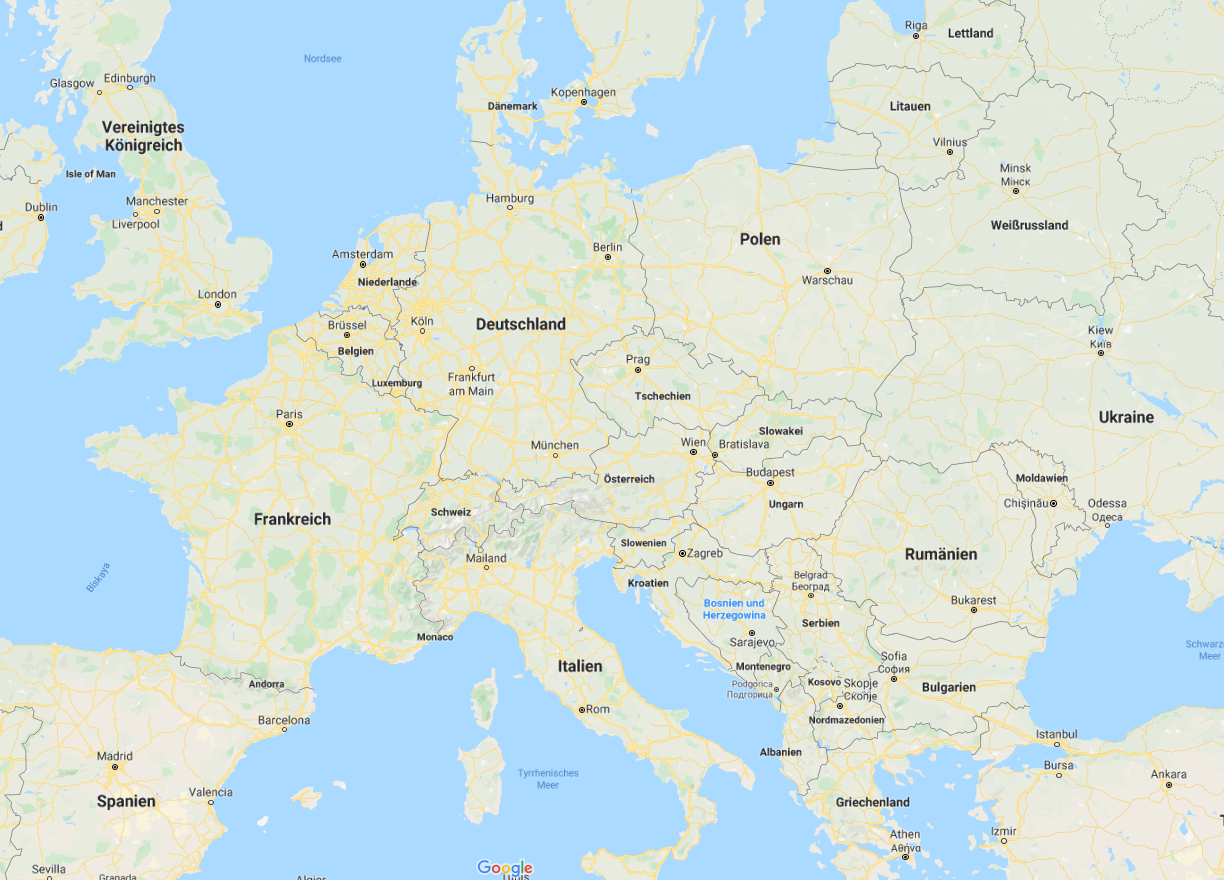 Riga
Lettland
Nordsee
Glasgow
Edinburgh
Kopenhagen
Dänemark
Litauen
Vereinigtes
Königreich
Vilnius
Isle of Man
Minsk
Мінск
Manchester
Hamburg
Dublin
Liverpool
Weißrussland
Polen
Berlin
Amsterdam
Niederlande
Warschau
London
Köln
Deutschland
Brüssel
Kiew
Київ
Belgien
Prag
Luxemburg
Frankfurt
am Main
Tschechien
Paris
Ukraine
Slowakei
München
Wien
Bratislava
Budapest
Österreich
Moldawien
Ungarn
Chișinău
Odessa
Одеса
Schweiz
Frankreich
Slowenien
Zagreb
Rumänien
Mailand
Biskaya
Kroatien
Belgrad
Београд
Bosnien und
Herzegowina
Bukarest
Serbien
Monaco
Sarajevo
Schwarz
Meer
Sofia
София
Italien
Montenegro
Andorra
Podgorica
Подгорица
Kosovo
Skopje
Скопје
Bulgarien
Rom
Barcelona
Nordmazedonien
Istanbul
Madrid
Albanien
Bursa
Tyrrhenisches
Meer
Ankara
Spanien
Valencia
Griechenland
T
Izmir
Athen
Αθήνα
Sevilla
Google
Granada
Algier
Tunis